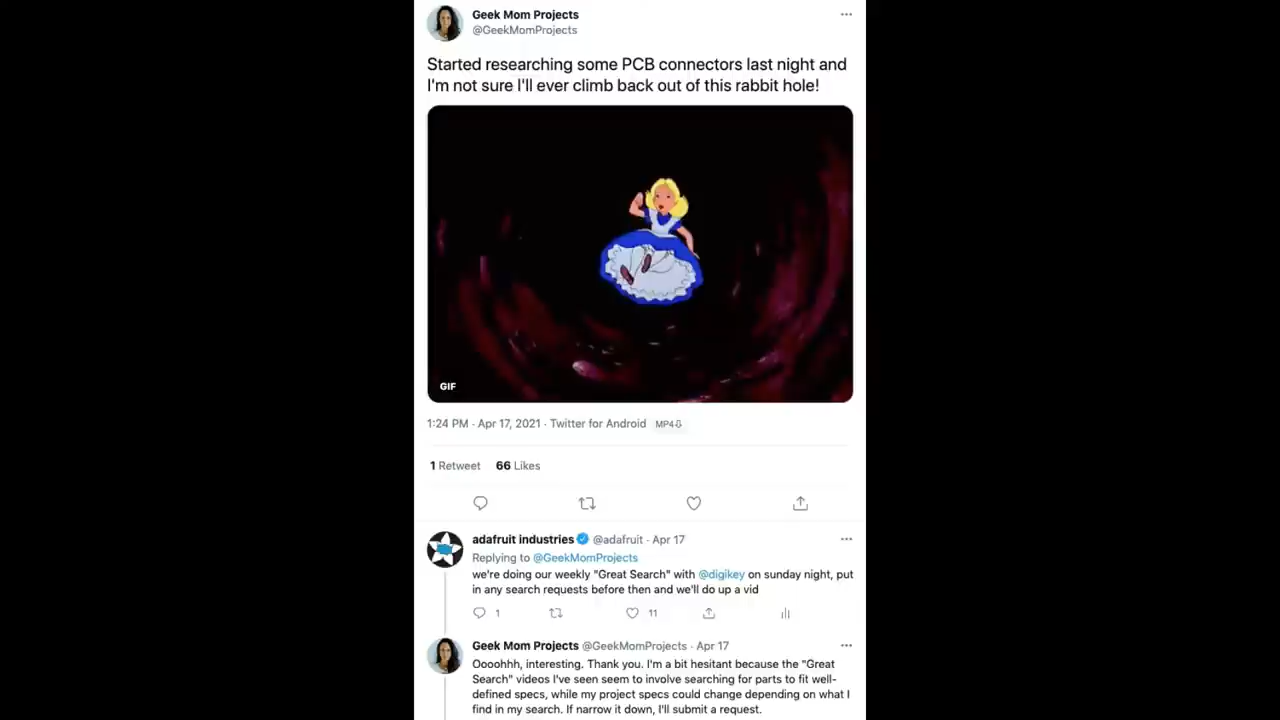 Geek Mom Projects
@GeekMomProjects
Started researching some PCB connectors last night and
I'm not sure I'll ever climb back out of this rabbit hole!
GIF
1:24 PM · Apr 17, 2021 · Twitter for Android MP4
1 Retweet 66 Likes
adafruit industries @adafruit · Apr 17
Replying to @GeekMomProjects
we're doing our weekly "Great Search" with @digikey on sunday night, put
in any search requests before then and we'll do up a vid
1 11
Geek Mom Projects @GeekMomProjects · Apr 17
Oooohhh, interesting. Thank you. I'm a bit hesitant because the "Great
Search" videos I've seen seem to involve searching for parts to fit well-
defined specs, while my project specs could change depending on what I
find in my search. If narrow it down, I'll submit a request.